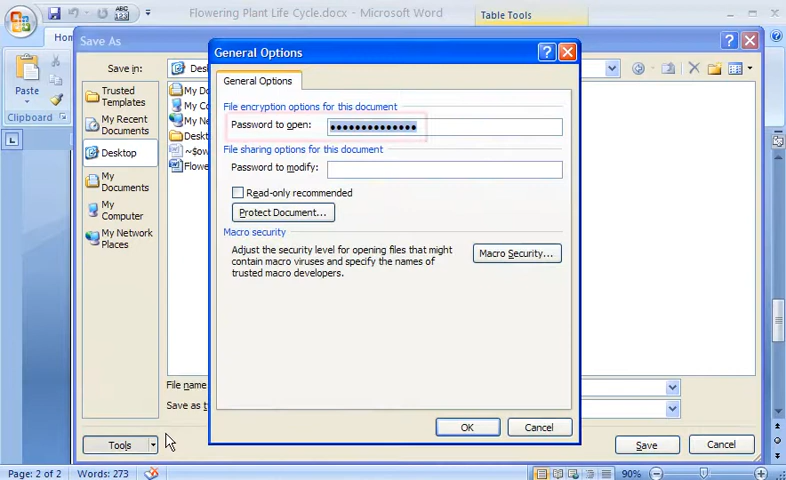 Flowering Plant Life Cycle.docx - Microsoft Word
Table Tools
Save As
General Options
Paste
Clipboard
Save in:
Trusted
Templates
My Recent
Documents
Desktop
My
Documents
My
Computer
My Network
Places
General Options
File encryption options for this document
Password to open:
File sharing options for this document
Password to modify:
Read-only recommended
Protect Document...
Macro security
Adjust the security level for opening files that might
contain macro viruses and specify the names of
trusted macro developers.
Macro Security...
File name
Save as
OK
Cancel
Tools
Save
Cancel
Page: 2 of 2
Words: 273
90%